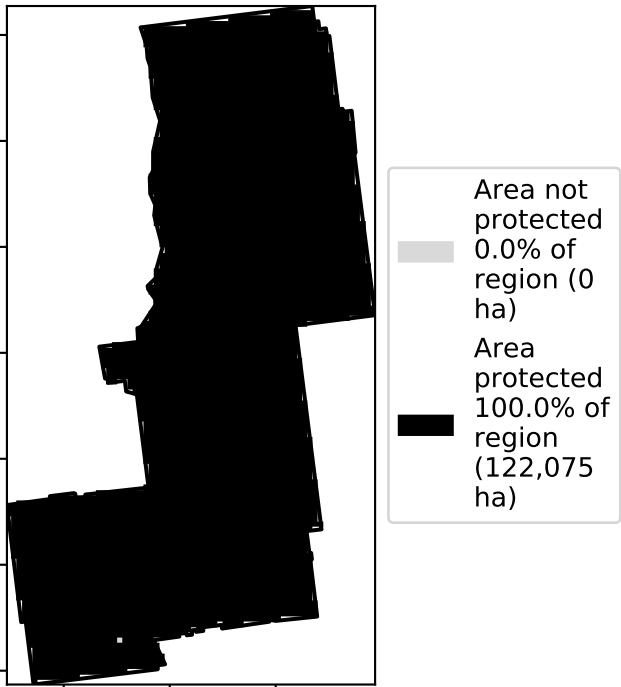 Area not
protected
0.0% of
region (0
ha)
Area
protected
100.0% of
region
(122,075
ha)